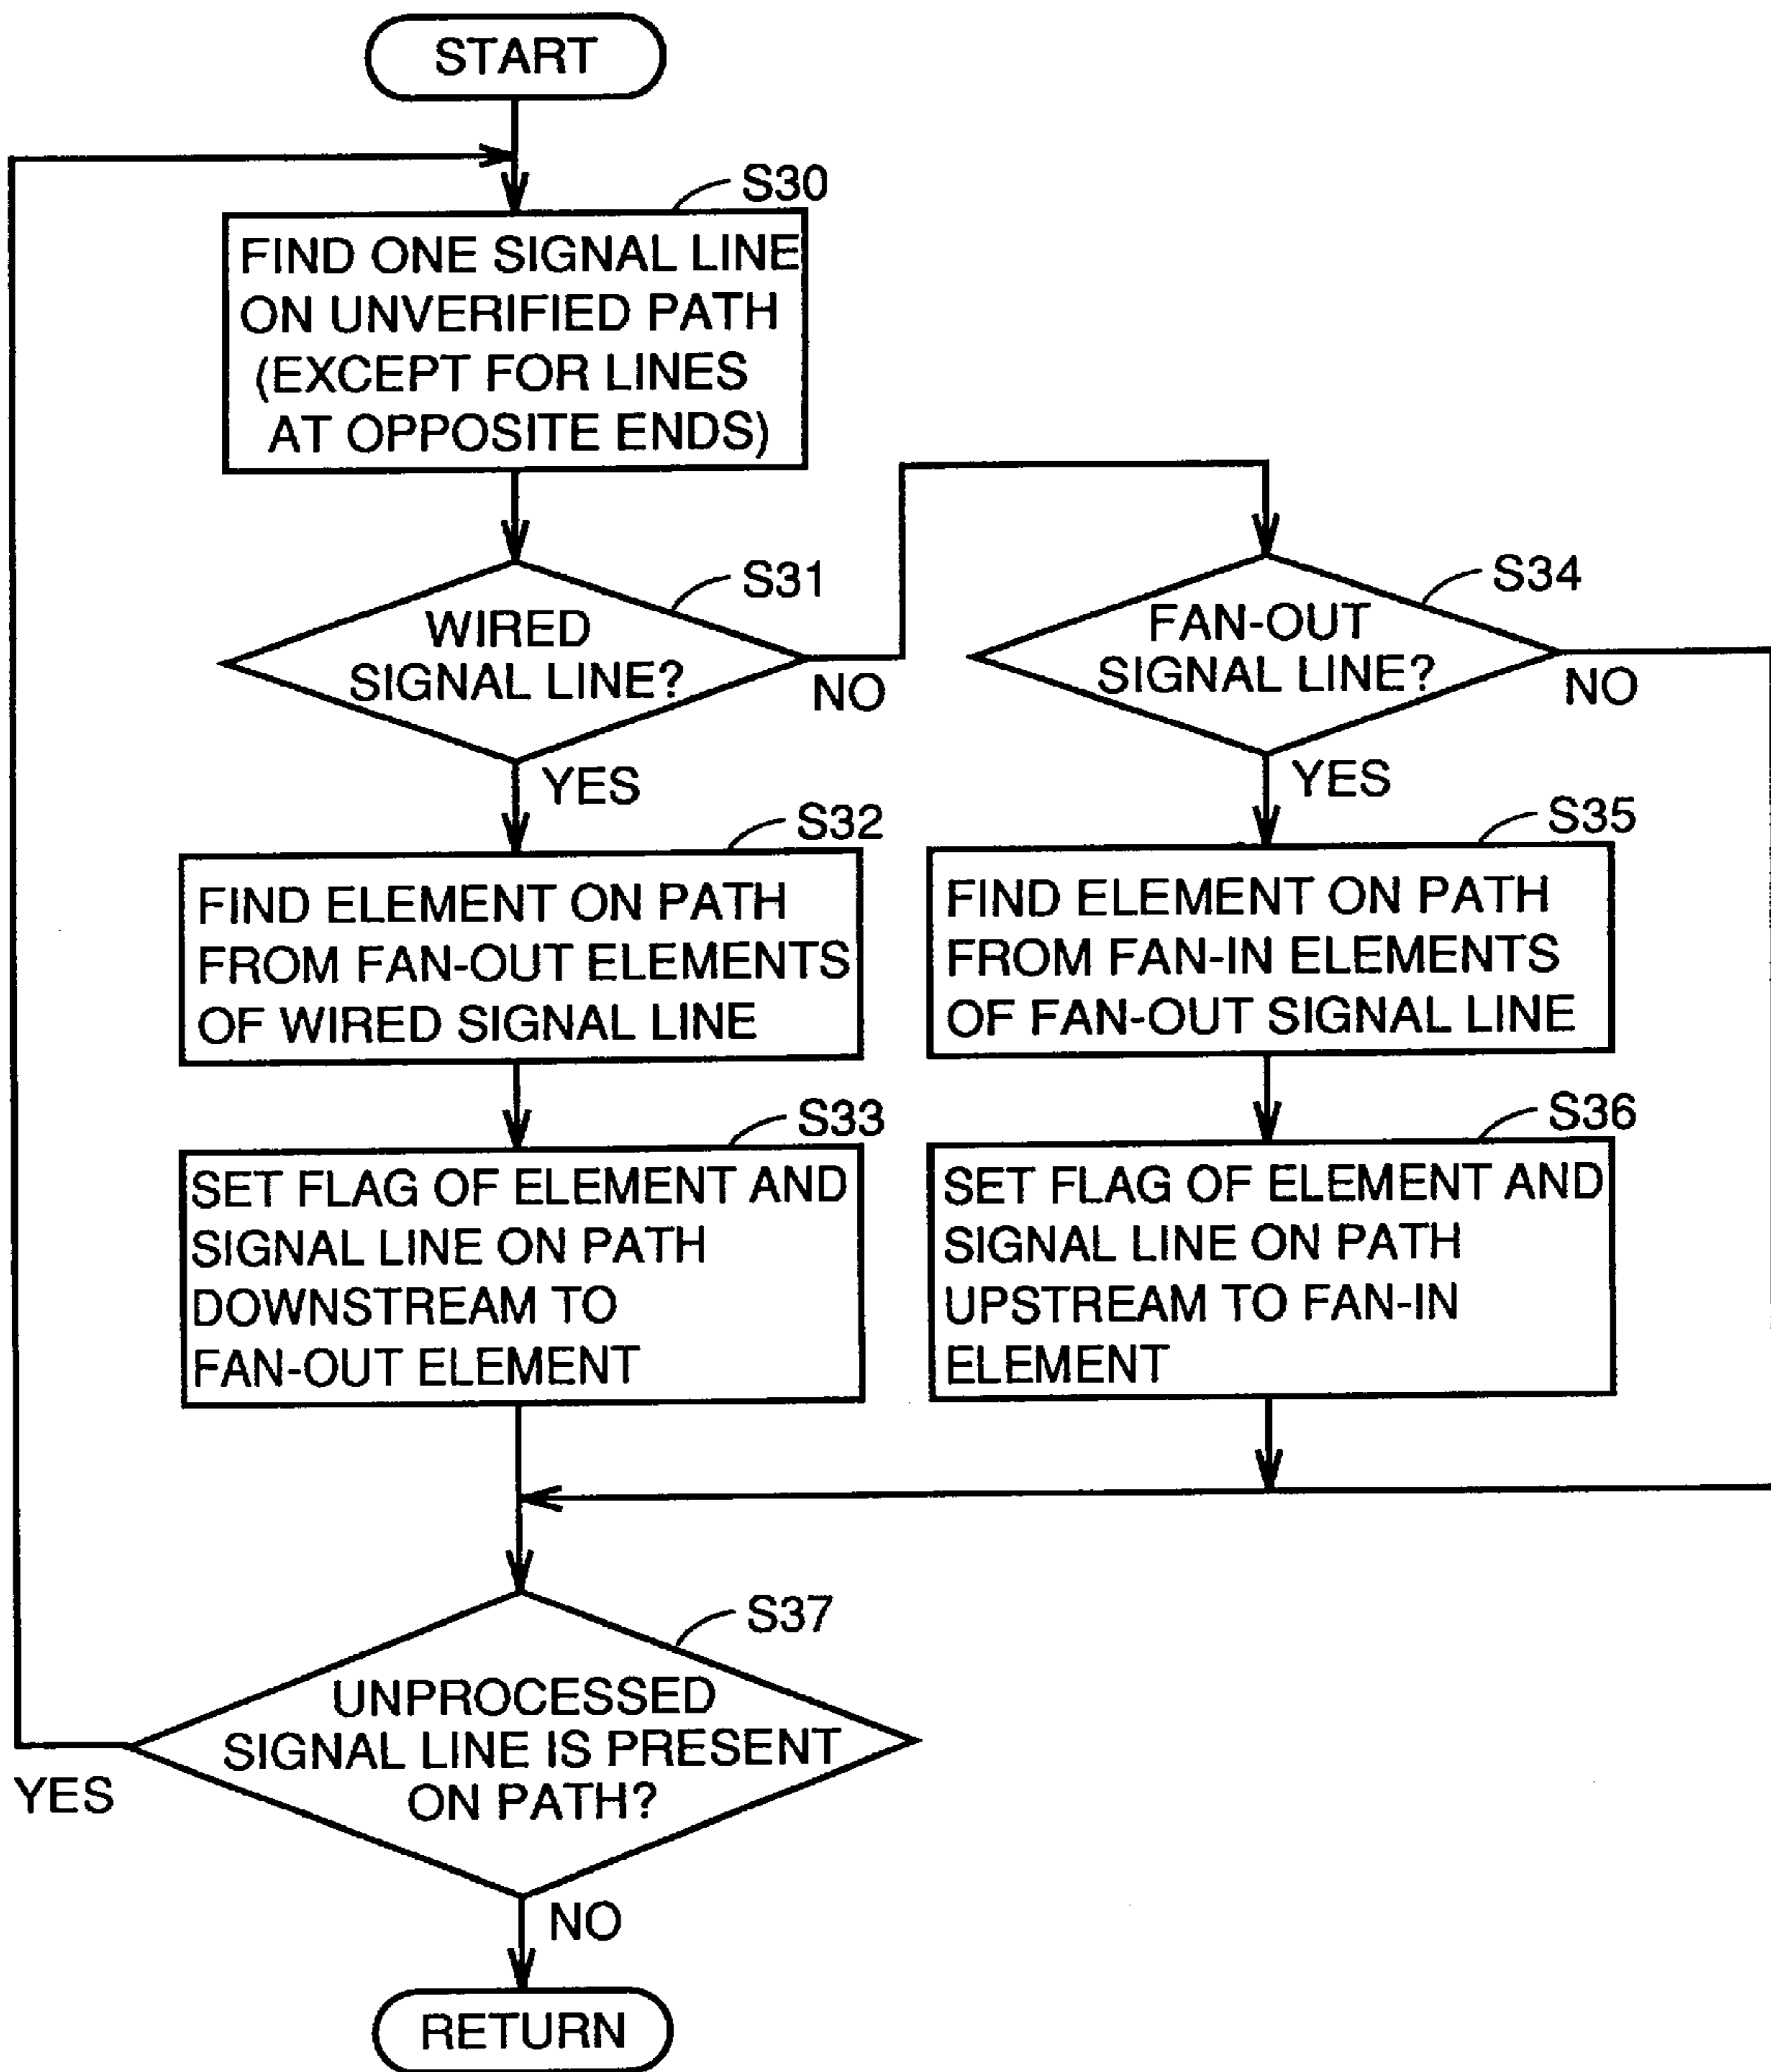 START
S30
FIND ONE SIGNAL LINE
ON UNVERIFIED PATH
(EXCEPT FOR LINES
AT OPPOSITE ENDS)
S31
WIRED
SIGNAL LINE?
NO
YES
S34
FAN-OUT
SIGNAL LINE?
NO
YES
S32
FIND ELEMENT ON PATH
FROM FAN-OUT ELEMENTS
OF WIRED SIGNAL LINE
S35
FIND ELEMENT ON PATH
FROM FAN-IN ELEMENTS
OF FAN-OUT SIGNAL LINE
S33
SET FLAG OF ELEMENT AND
SIGNAL LINE ON PATH
DOWNSTREAM TO
FAN-OUT ELEMENT
S36
SET FLAG OF ELEMENT AND
SIGNAL LINE ON PATH
UPSTREAM TO FAN-IN
ELEMENT
S37
UNPROCESSED
SIGNAL LINE IS PRESENT
ON PATH?
YES
NO
RETURN